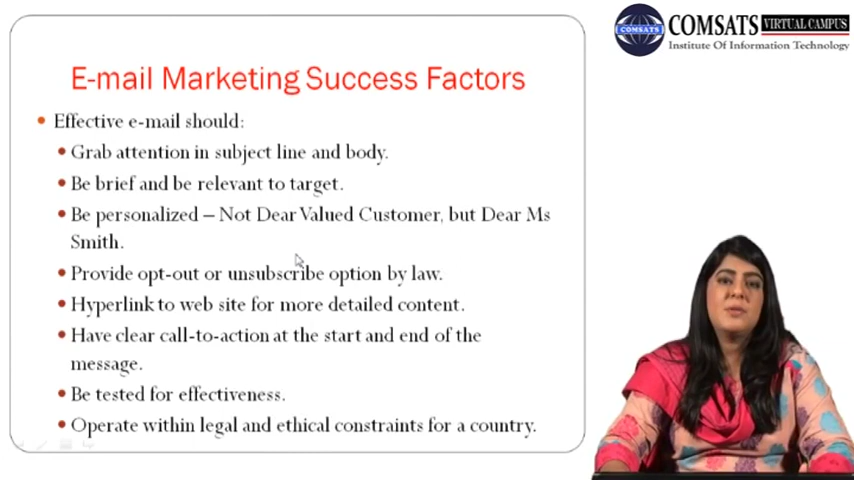 COMSATS VIRTUAL CAMPUS
COMSATS
Institute Of Information Technology
E-mail Marketing Success Factors
Effective e-mail should:
Grab attention in subject line and body.
Be brief and be relevant to target.
Be personalized – Not Dear Valued Customer, but Dear Ms
Smith.
Provide opt-out or unsubscribe option by law.
Hyperlink to web site for more detailed content.
Have clear call-to-action at the start and end of the
message.
Be tested for effectiveness.
Operate within legal and ethical constraints for a country.